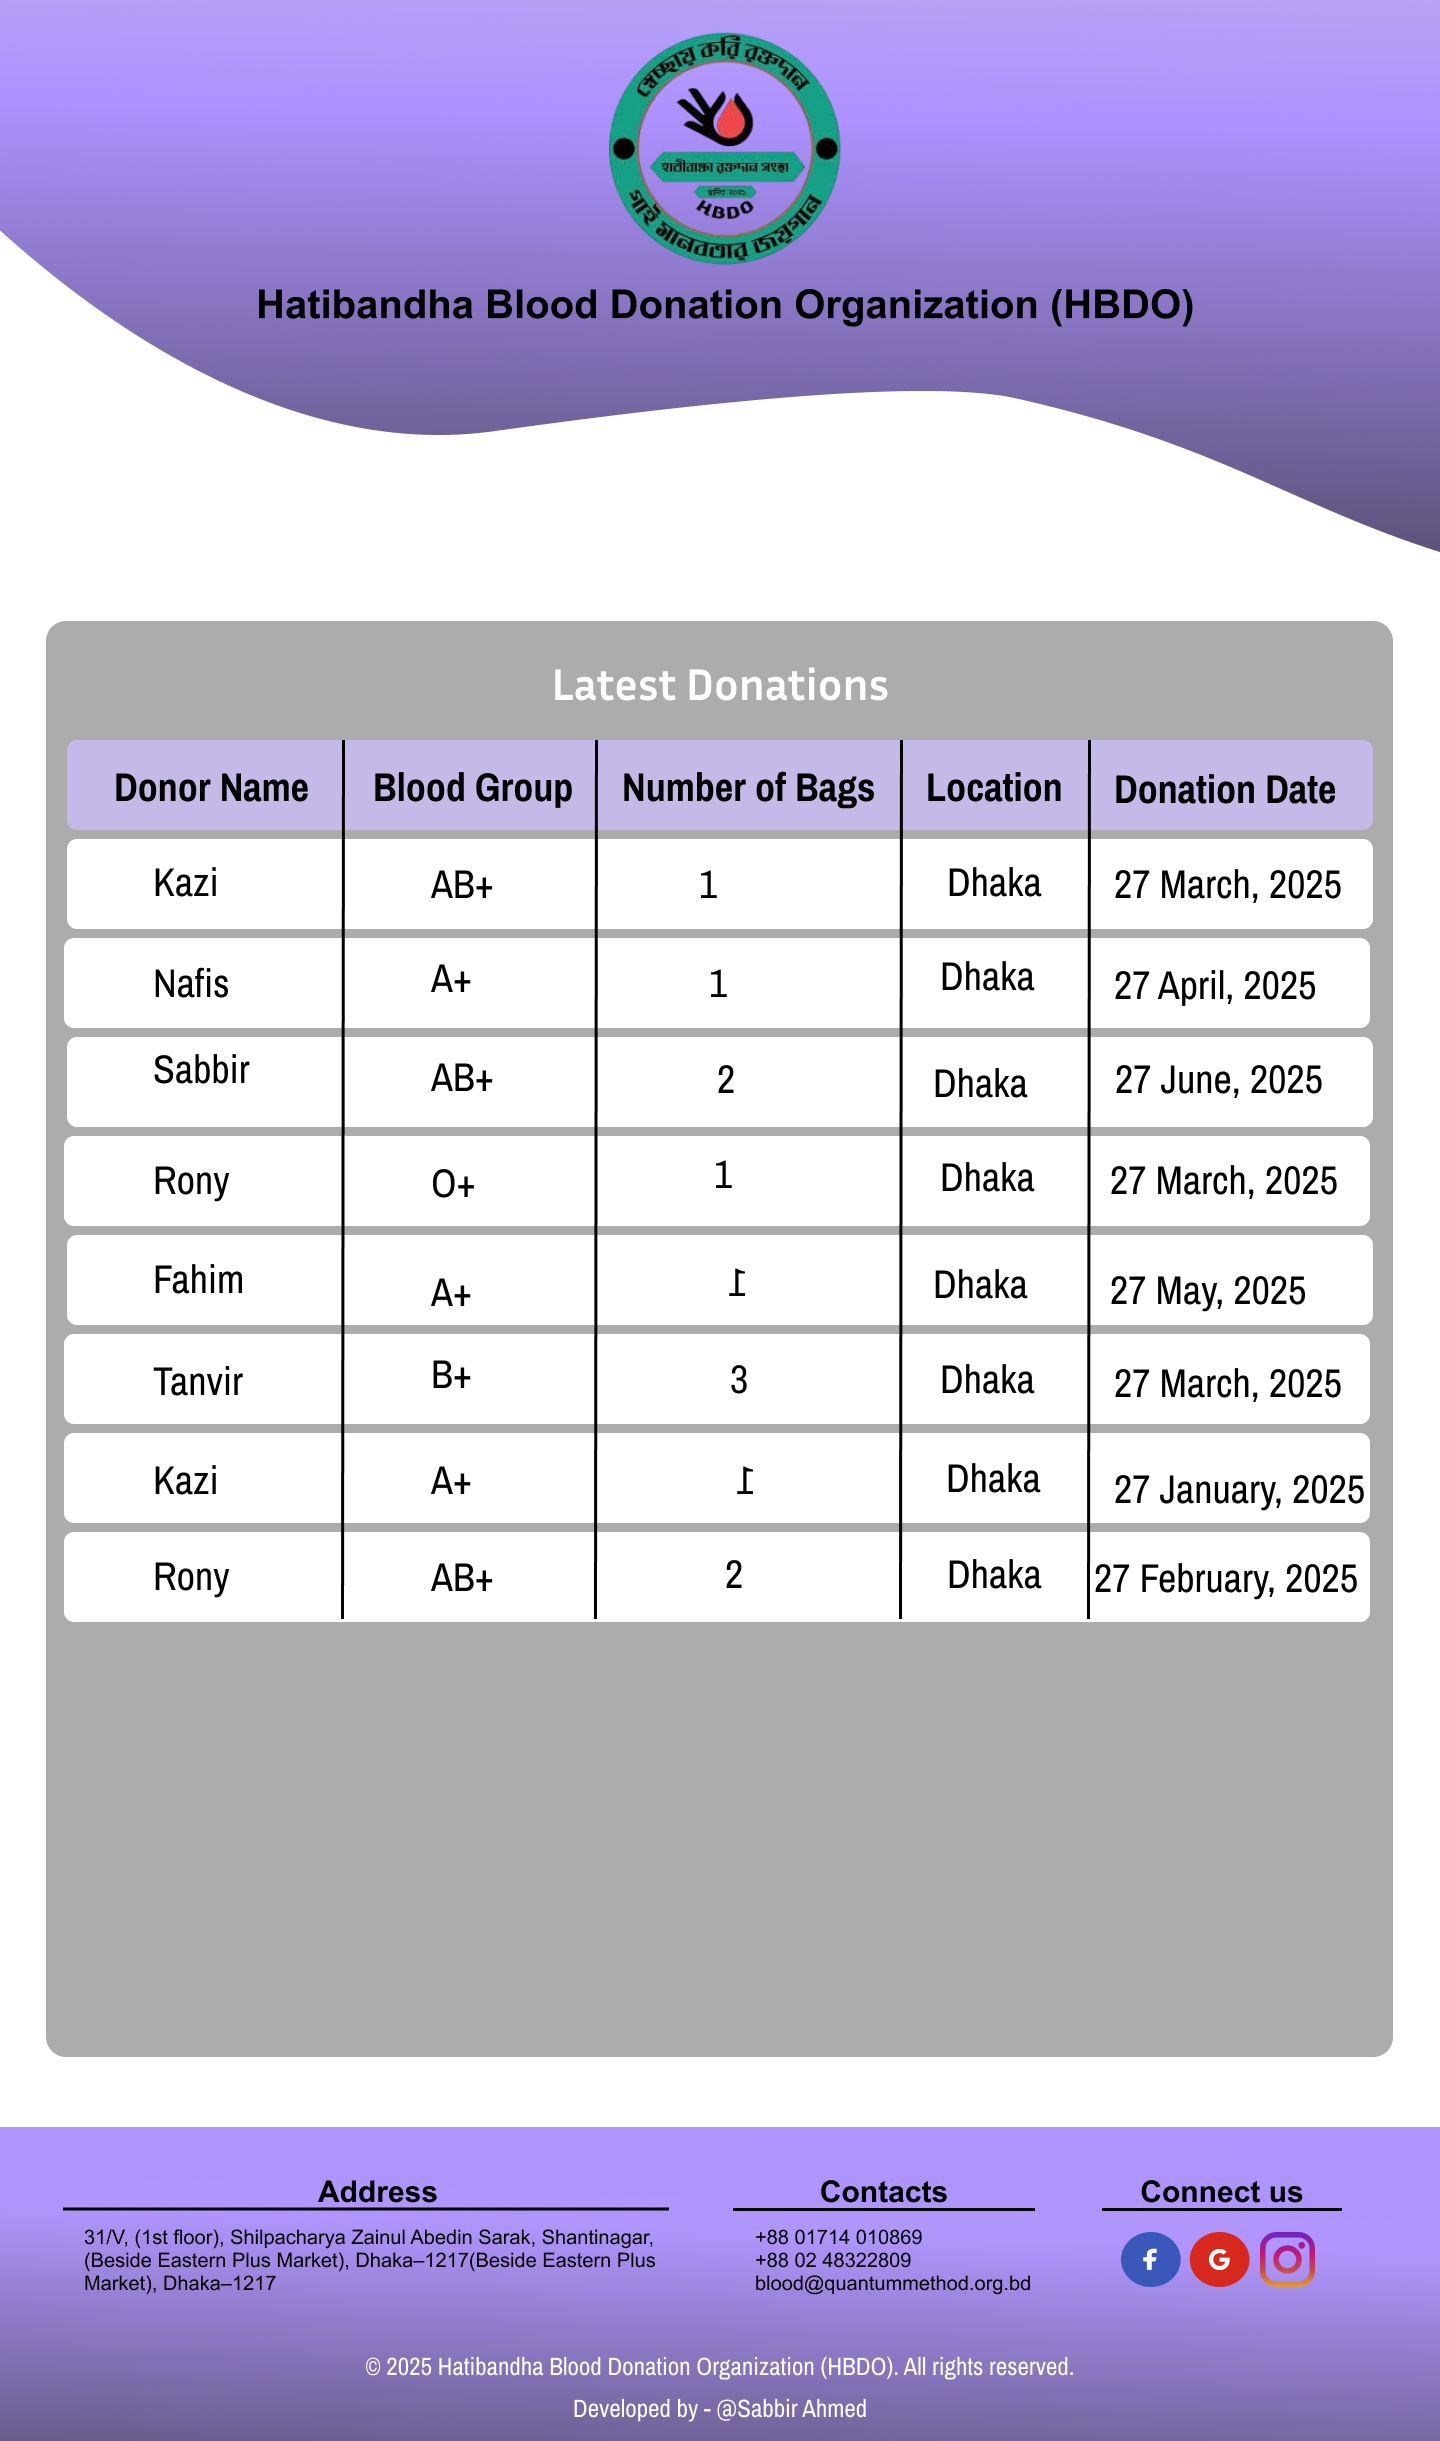 স্বেচ্ছায় করি রক্তদান
হাতীবান্ধা রক্তদান সংস্থা
স্থাপিত :২০২১
HBDO
গাই মানবতার জয়গান
Hatibandha Blood Donation Organization (HBDO)
Latest Donations
Donor Name Blood Group Number of Bags Location Donation Date
Kazi AB+ 1 Dhaka 27 March, 2025
Nafis A+ 1 Dhaka 27 April, 2025
Sabbir AB+ 2 Dhaka 27 June, 2025
Rony O+ 1 Dhaka 27 March, 2025
Fahim A+ 1 Dhaka 27 May, 2025
Tanvir B+ 3 Dhaka 27 March, 2025
Kazi A+ 1 Dhaka 27 January, 2025
Rony AB+ 2 Dhaka 27 February, 2025
Address
31/V, (1st floor), Shilpacharya Zainul Abedin Sarak, Shantinagar,
(Beside Eastern Plus Market), Dhaka–1217(Beside Eastern Plus
Market), Dhaka–1217
Contacts
+88 01714 010869
+88 02 48322809
blood@quantummethod.org.bd
Connect us
© 2025 Hatibandha Blood Donation Organization (HBDO). All rights reserved.
Developed by - @Sabbir Ahmed